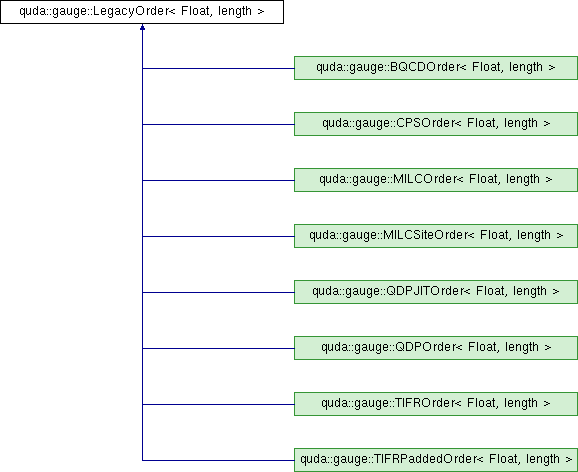 quda::gauge::LegacyOrder< Float, length >
quda::gauge::BQCDOrder< Float, length >
quda::gauge::CPSOrder< Float, length >
quda::gauge::MILCOrder< Float, length >
quda::gauge::MILCSiteOrder< Float, length >
quda::gauge::QDPJITOrder< Float, length >
quda::gauge::QDPOrder< Float, length >
quda::gauge::TIFROrder< Float, length >
quda::gauge::TIFRPaddedOrder< Float, length >